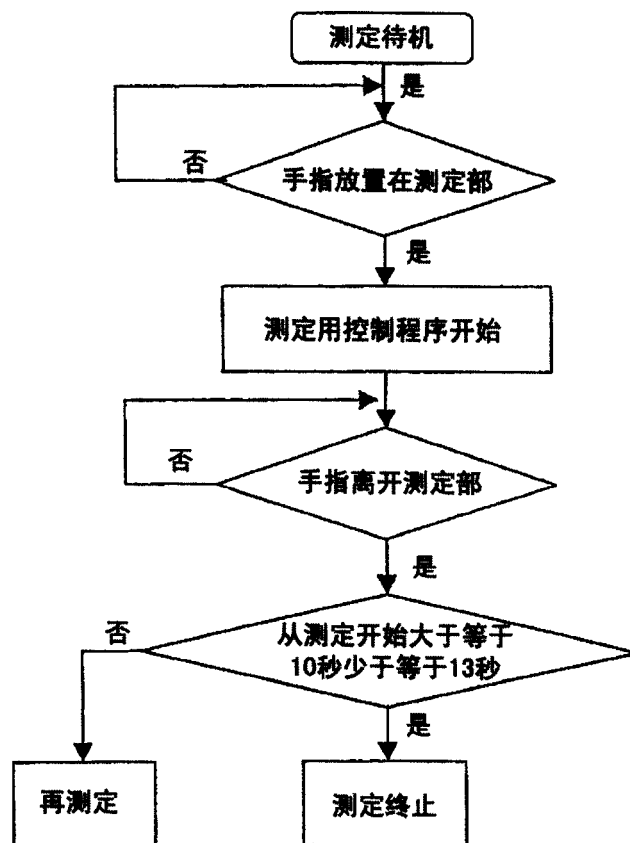 测定待机
是
否
手指放置在测定部
是
测定用控制程序开始
否
手指离开测定部
是
否
从测定开始大于等于
10秒少于等于13秒
是
再测定
测定终止